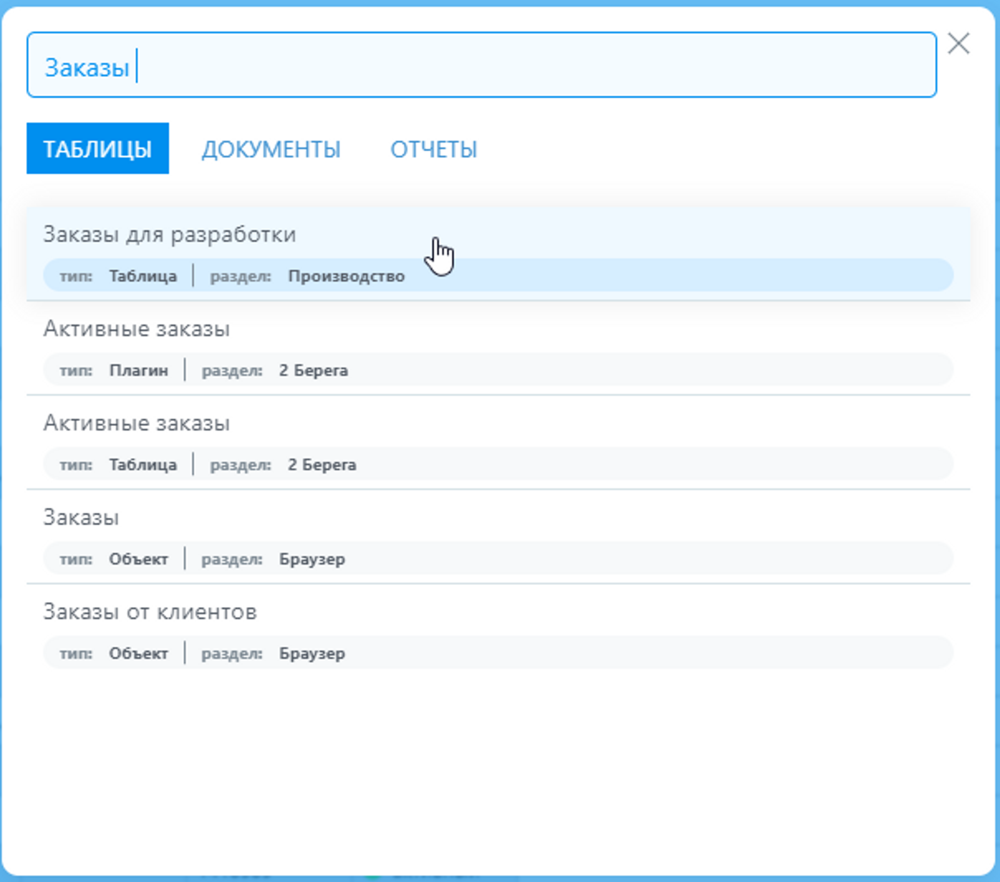 Заказы
ТАБЛИЦЫ ДОКУМЕНТЫ ОТЧЕТЫ
Заказы для разработки
тип: Таблица | раздел: Производство
Активные заказы
тип: Плагин | раздел: 2 Берега
Активные заказы
тип: Таблица | раздел: 2 Берега
Заказы
тип: Объект | раздел: Браузер
Заказы от клиентов
тип: Объект | раздел: Браузер